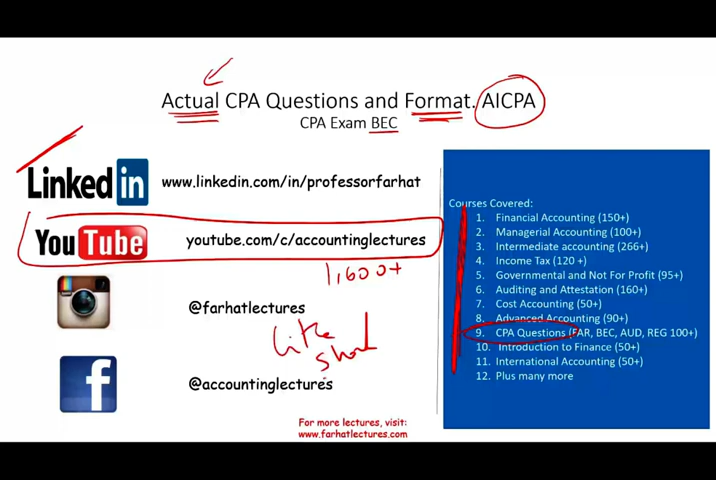 Actual CPA Questions and Format. AICPA
CPA Exam BEC
Linked in
www.linkedin.com/in/professorfarhat
YouTube
youtube.com/c/accountinglectures
1,600+
@farhatlectures
Like
@accountinglectures
For more lectures, visit:
www.farhatlectures.com
Courses Covered:
1. Financial Accounting (150+)
2. Managerial Accounting (100+)
3. Intermediate accounting (266+)
4. Income Tax (120 +)
5. Governmental and Not For Profit (95+)
6. Auditing and Attestation (160+)
7. Cost Accounting (50+)
8. Advanced Accounting (90+)
9. CPA Questions (FAR, BEC, AUD, REG 100+)
10. Introduction to Finance (50+)
11. International Accounting (50+)
12. Plus many more